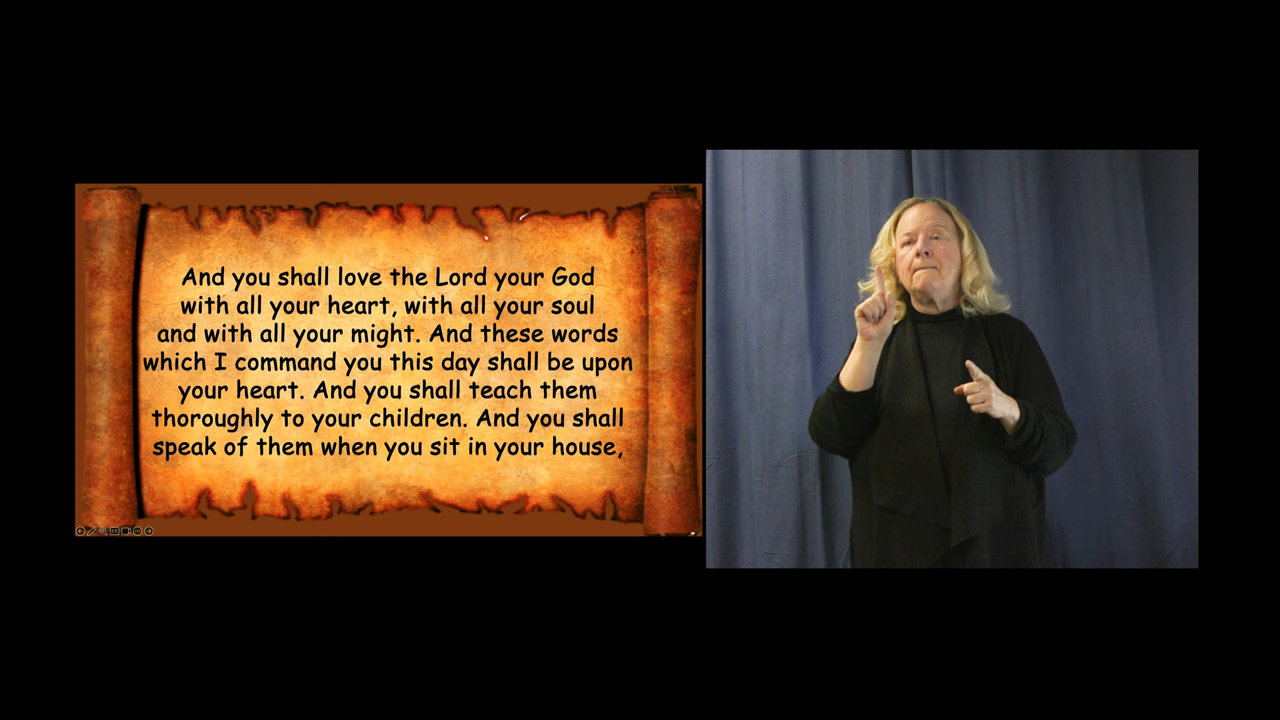 And you shall love the Lord your God
with all your heart, with all your soul
and with all your might. And these words
which I command you this day shall be upon
your heart. And you shall teach them
thoroughly to your children. And you shall
speak of them when you sit in your house,